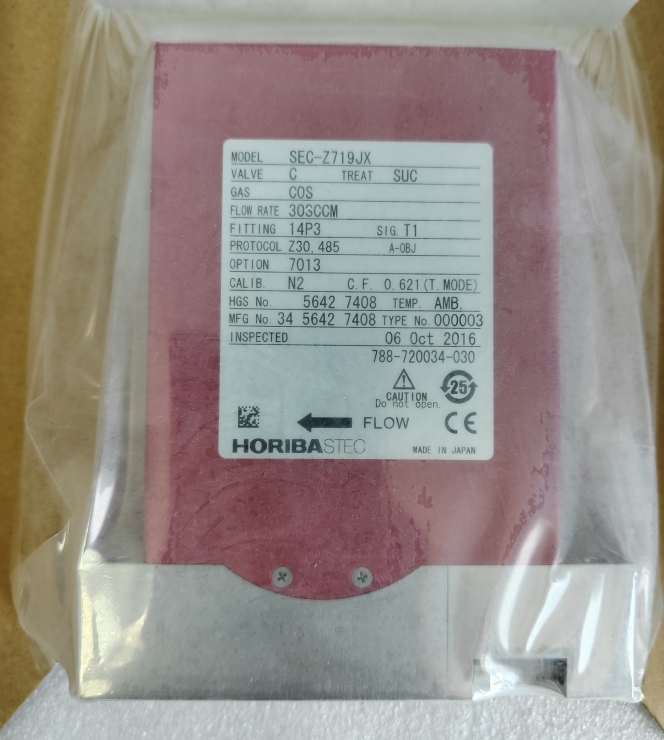 MODEL SEC-Z719JX
VALVE C TREAT SUC
GAS COS
FLOW RATE 303CCM
FITTING 14P3 SIG. T1
PROTOCOL Z30,485 A-OBJ
OPTION 7013
CALIB. N2 C.F. 0.621(T.MODE)
HGS No. 5642 7408 TEMP. AMB.
MFG No. 34 5642 7408 TYPE No. 000003
INSPECTED 06 Oct 2016
788-720034-030
25
CAUTION
Do not open.
FLOW CE
HORIBASTEC MADE IN JAPAN